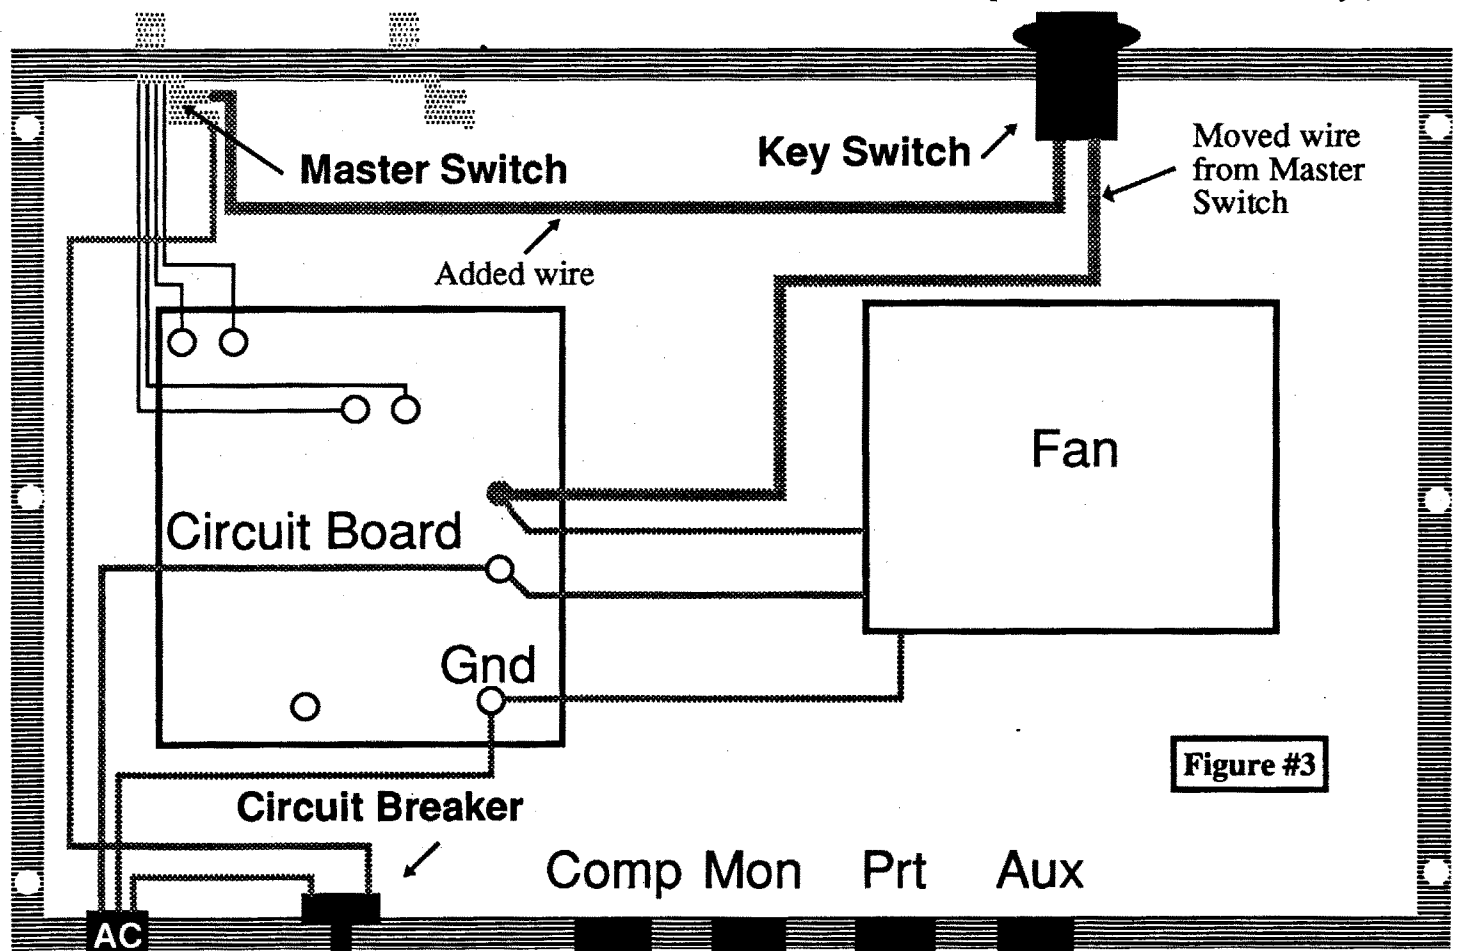 Key Switch
Moved wire
from Master
Switch
Master Switch
Added wire
Fan
Circuit Board
Gnd
Figure #3
Circuit Breaker
Comp Mon Prt Aux
AC